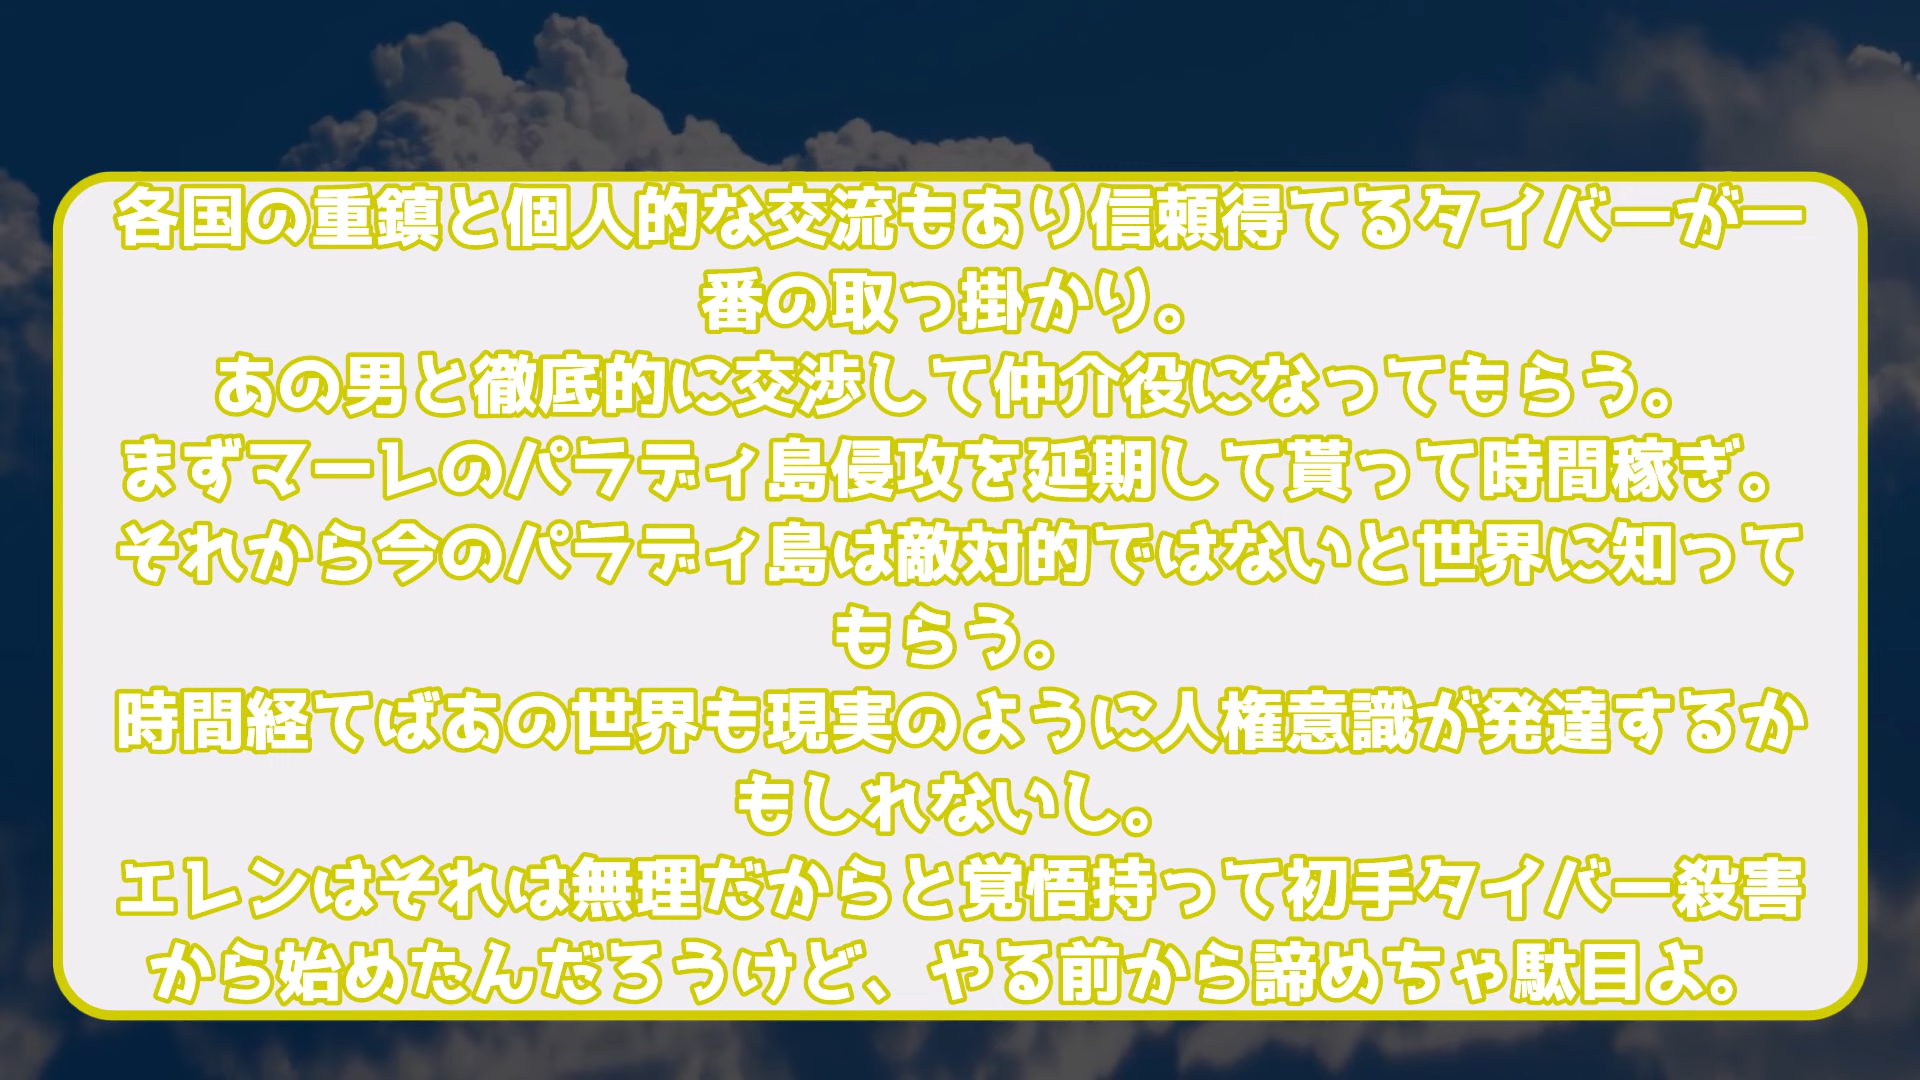 各国の重鎮と個人的な交流もあり信頼得てるタイバーが一
番の取っ掛かり。
あの男と徹底的に交渉して仲介役になってもらう。
まずマーレのパラディ島侵攻を延期して貰って時間稼ぎ。
それから今のパラディ島は敵対的ではないと世界に知って
もらう。
時間経てばあの世界も現実のように人権意識が発達するか
もしれないし。
エレンはそれは無理だからと覚悟持って初手タイバー殺害
から始めたんだろうけど、やる前から諦めちゃ駄目よ。